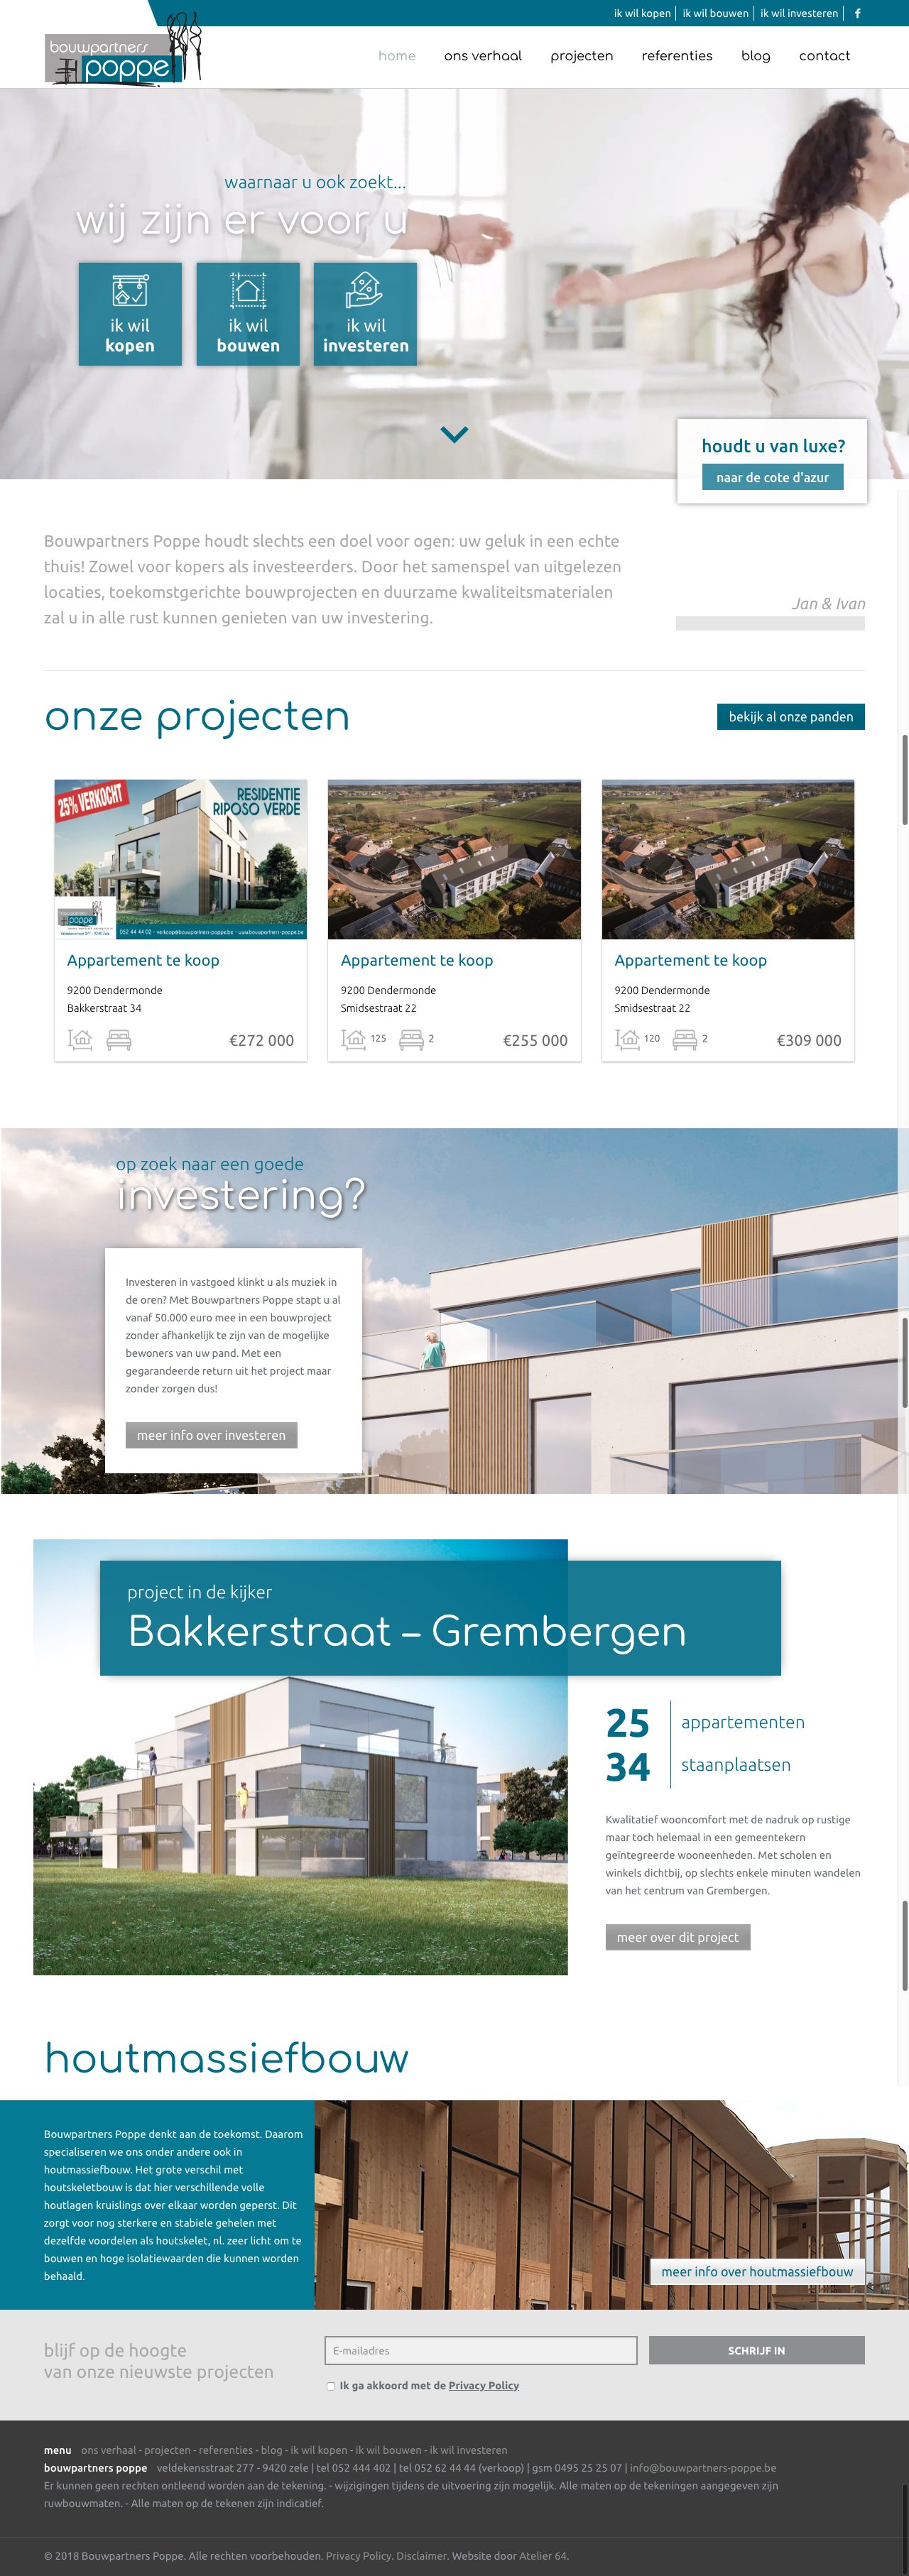 ik wil kopen | ik wil bouwen | ik wil investeren |
bouwpartners
poppe
home ons verhaal projecten referenties blog contact
waarnaar u ook zoekt...
wij zijn er voor u
ik wil
kopen
ik wil
bouwen
ik wil
investeren
houdt u van luxe?
naar de cote d'azur
Bouwpartners Poppe houdt slechts een doel voor ogen: uw geluk in een echte
thuis! Zowel voor kopers als investeerders. Door het samenspel van uitgelezen
locaties, toekomstgerichte bouwprojecten en duurzame kwaliteitsmaterialen
zal u in alle rust kunnen genieten van uw investering.
Jan & Ivan
onze projecten
bekijk al onze panden
25% VERKOCHT
RESIDENTIE
RIPOSO VERDE
poppe
052 44 44 02 - verkoop@bouwpartners-poppe.be - www.bouwpartners-poppe.be
Appartement te koop
9200 Dendermonde
Bakkerstraat 34
€272 000
Appartement te koop
9200 Dendermonde
Smidsestraat 22
125 2 €255 000
Appartement te koop
9200 Dendermonde
Smidsestraat 22
120 2 €309 000
op zoek naar een goede
investering?
Investeren in vastgoed klinkt u als muziek in
de oren? Met Bouwpartners Poppe stapt u al
vanaf 50.000 euro mee in een bouwproject
zonder afhankelijk te zijn van de mogelijke
bewoners van uw pand. Met een
gegarandeerde return uit het project maar
zonder zorgen dus!
meer info over investeren
project in de kijker
Bakkerstraat – Grembergen
25 appartementen
34 staanplaatsen
Kwalitatief wooncomfort met de nadruk op rustige
maar toch helemaal in een gemeentekern
geïntegreerde wooneenheden. Met scholen en
winkels dichtbij, op slechts enkele minuten wandelen
van het centrum van Grembergen.
meer over dit project
houtmassiefbouw
Bouwpartners Poppe denkt aan de toekomst. Daarom
specialiseren we ons onder andere ook in
houtmassiefbouw. Het grote verschil met
houtskeletbouw is dat hier verschillende volle
houtlagen kruislings over elkaar worden geperst. Dit
zorgt voor nog sterkere en stabiele gehelen met
dezelfde voordelen als houtskelet, nl. zeer licht om te
bouwen en hoge isolatiewaarden die kunnen worden
behaald.
meer info over houtmassiefbouw
blijf op de hoogte
van onze nieuwste projecten
E-mailadres
SCHRIJF IN
Ik ga akkoord met de Privacy Policy
menu ons verhaal - projecten - referenties - blog - ik wil kopen - ik wil bouwen - ik wil investeren
bouwpartners poppe veldekensstraat 277 - 9420 zele | tel 052 444 402 | tel 052 62 44 44 (verkoop) | gsm 0495 25 25 07 | info@bouwpartners-poppe.be
Er kunnen geen rechten ontleend worden aan de tekening. - wijzigingen tijdens de uitvoering zijn mogelijk. Alle maten op de tekeningen aangegeven zijn
ruwbouwmaten. - Alle maten op de tekenen zijn indicatief.
© 2018 Bouwpartners Poppe. Alle rechten voorbehouden. Privacy Policy. Disclaimer. Website door Atelier 64.